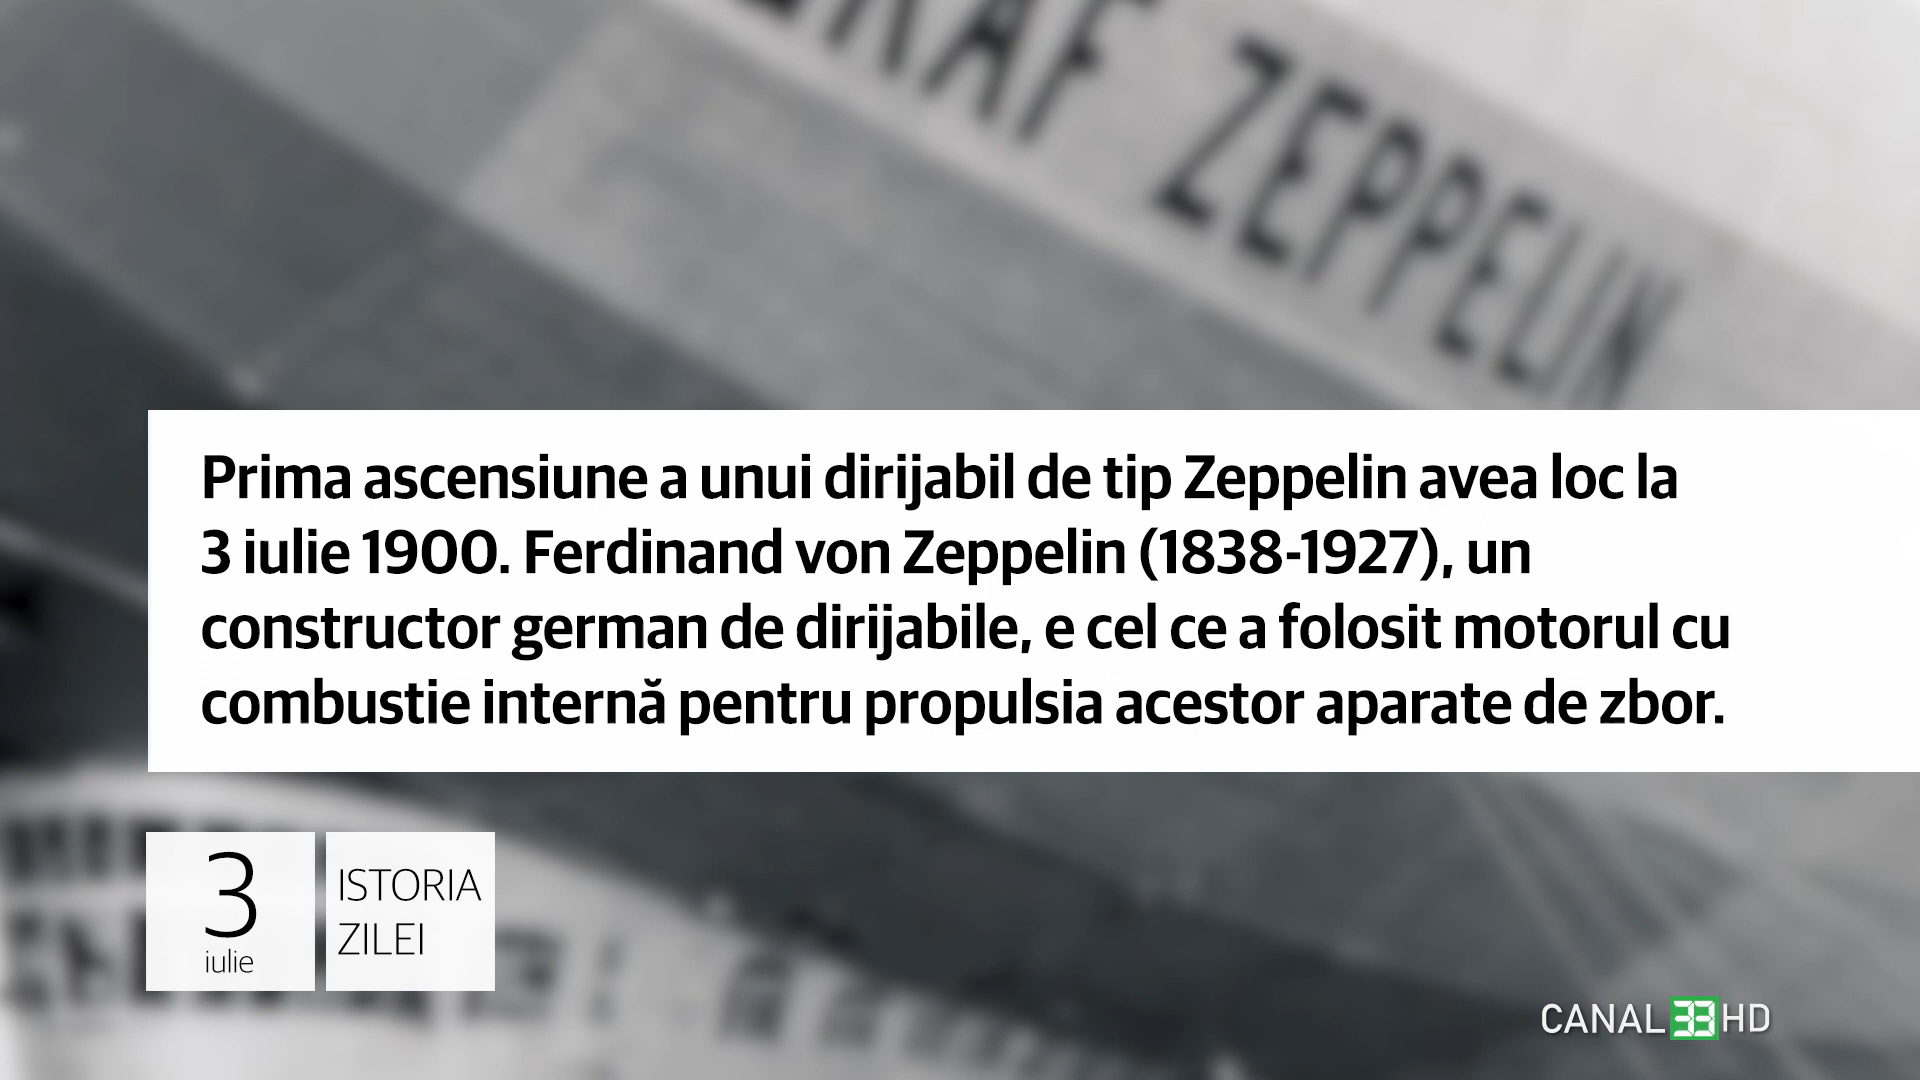 GRAF ZEPPELIN
Prima ascensiune a unui dirijabil de tip Zeppelin avea loc la
3 iulie 1900. Ferdinand von Zeppelin (1838-1927), un
constructor german de dirijabile, e cel ce a folosit motorul cu
combustie internă pentru propulsia acestor aparate de zbor.
3
iulie
ISTORIA
ZILEI
CANAL 33 HD